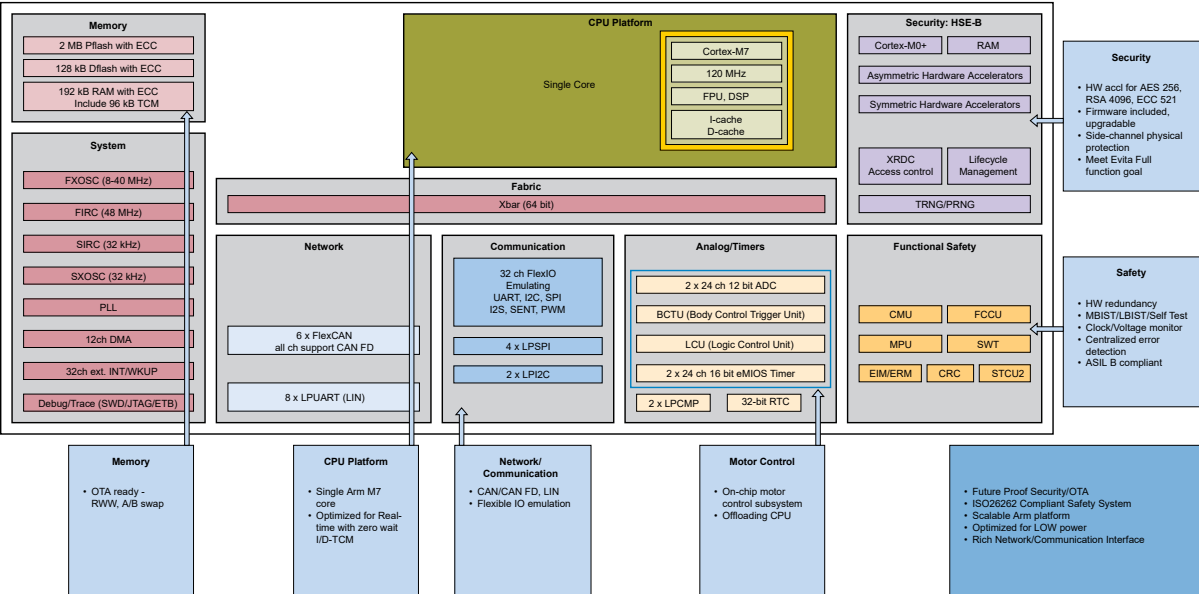 Memory
2 MB Pflash with ECC
128 kB Dflash with ECC
192 kB RAM with ECC
Include 96 kB TCM
System
FXOSC (8-40 MHz)
FIRC (48 MHz)
SIRC (32 kHz)
SXOSC (32 kHz)
PLL
12ch DMA
32ch ext. INT/WKUP
Debug/Trace (SWD/JTAG/ETB)
CPU Platform
Single Core
Cortex-M7
120 MHz
FPU, DSP
I-cache
D-cache
Fabric
Xbar (64 bit)
Network
6 x FlexCAN
all ch support CAN FD
8 x LPUART (LIN)
Communication
32 ch FlexIO
Emulating
UART, I2C, SPI
I2S, SENT, PWM
4 x LPSPI
2 x LPI2C
Analog/Timers
2 x 24 ch 12 bit ADC
BCTU (Body Control Trigger Unit)
LCU (Logic Control Unit)
2 x 24 ch 16 bit eMIOS Timer
2 x LPCMP
32-bit RTC
Security: HSE-B
Cortex-M0+
RAM
Asymmetric Hardware Accelerators
Symmetric Hardware Accelerators
XRDC
Access control
Lifecycle
Management
TRNG/PRNG
Functional Safety
CMU
FCCU
MPU
SWT
EIM/ERM
CRC
STCU2
Security
• HW accl for AES 256,
RSA 4096, ECC 521
• Firmware included,
upgradable
• Side-channel physical
protection
• Meet Evita Full
function goal
Safety
• HW redundancy
• MBIST/LBIST/Self Test
• Clock/Voltage monitor
• Centralized error
detection
• ASIL B compliant
Memory
• OTA ready -
RWW, A/B swap
CPU Platform
• Single Arm M7
core
• Optimized for Real-
time with zero wait
I/D-TCM
Network/
Communication
• CAN/CAN FD, LIN
• Flexible IO emulation
Motor Control
• On-chip motor
control subsystem
• Offloading CPU
• Future Proof Security/OTA
• ISO26262 Compliant Safety System
• Scalable Arm platform
• Optimized for LOW power
• Rich Network/Communication Interface